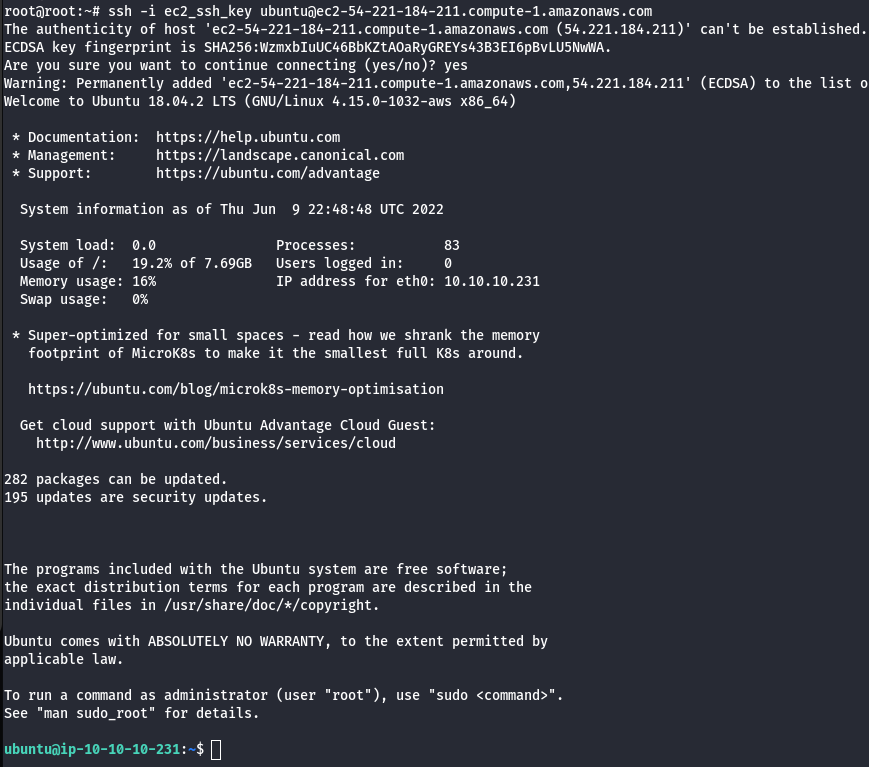 root@root:~# ssh -i ec2_ssh_key ubuntu@ec2-54-221-184-211.compute-1.amazonaws.com
The authenticity of host 'ec2-54-221-184-211.compute-1.amazonaws.com (54.221.184.211)' can't be established.
ECDSA key fingerprint is SHA256:WzmxbIuUC46BbKZtAOaRyGREYs43B3EI6pBvLU5NwWA.
Are you sure you want to continue connecting (yes/no)? yes
Warning: Permanently added 'ec2-54-221-184-211.compute-1.amazonaws.com,54.221.184.211' (ECDSA) to the list o
Welcome to Ubuntu 18.04.2 LTS (GNU/Linux 4.15.0-1032-aws x86_64)
* Documentation:  https://help.ubuntu.com
* Management:     https://landscape.canonical.com
* Support:        https://ubuntu.com/advantage
System information as of Thu Jun  9 22:48:48 UTC 2022
System load:  0.0               Processes:           83
Usage of /:   19.2% of 7.69GB   Users logged in:     0
Memory usage: 16%               IP address for eth0: 10.10.10.231
Swap usage:   0%
* Super-optimized for small spaces - read how we shrank the memory
footprint of MicroK8s to make it the smallest full K8s around.
https://ubuntu.com/blog/microk8s-memory-optimisation
Get cloud support with Ubuntu Advantage Cloud Guest:
http://www.ubuntu.com/business/services/cloud
282 packages can be updated.
195 updates are security updates.
The programs included with the Ubuntu system are free software;
the exact distribution terms for each program are described in the
individual files in /usr/share/doc/*/copyright.
Ubuntu comes with ABSOLUTELY NO WARRANTY, to the extent permitted by
applicable law.
To run a command as administrator (user "root"), use "sudo <command>".
See "man sudo_root" for details.
ubuntu@ip-10-10-10-231:~$